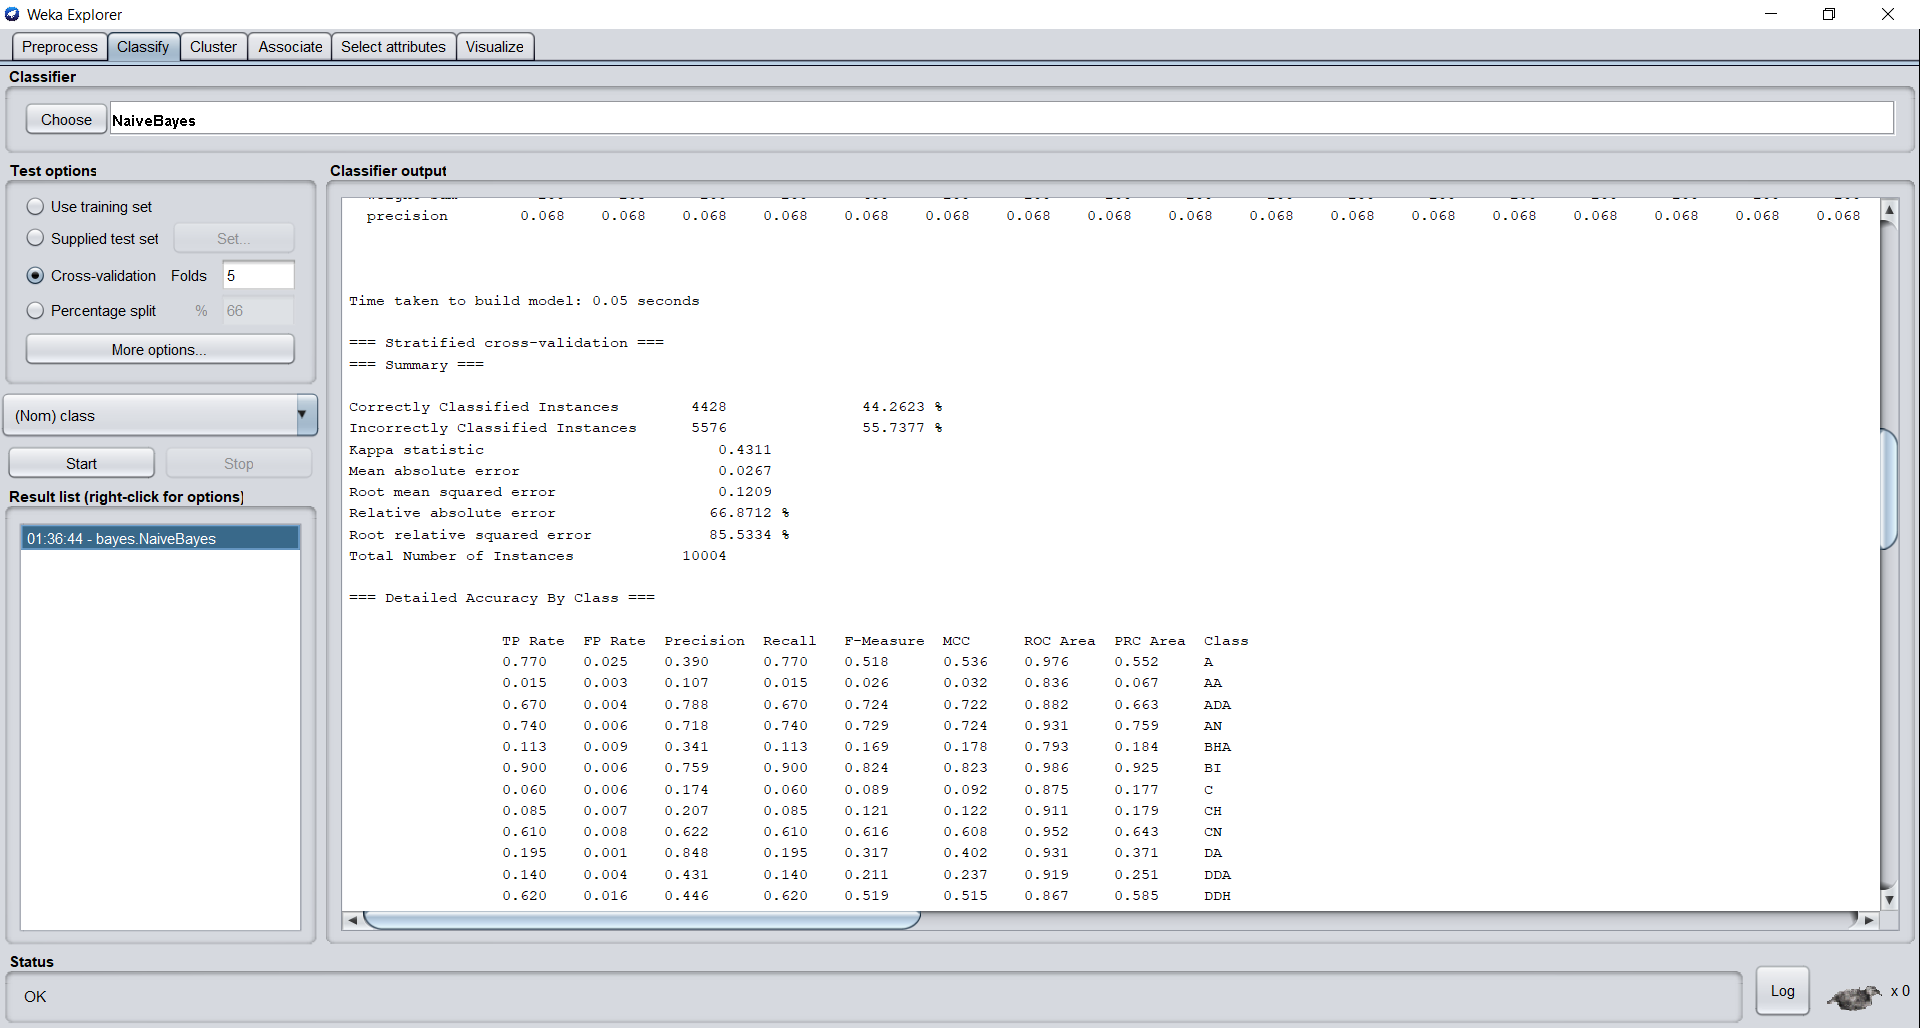 Weka Explorer
Preprocess Classify Cluster Associate Select attributes Visualize
Classifier
Choose NaiveBayes
Test options
Use training set
Supplied test set Set...
Cross-validation Folds 5
Percentage split % 66
More options...
(Nom) class
Start Stop
Result list (right-click for options)
01:36:44 - bayes.NaiveBayes
Classifier output
precision 0.068 0.068 0.068 0.068 0.068 0.068 0.068 0.068 0.068 0.068 0.068 0.068 0.068 0.068 0.068 0.068 0.068
Time taken to build model: 0.05 seconds
=== Stratified cross-validation ===
=== Summary ===
Correctly Classified Instances 4428 44.2623 %
Incorrectly Classified Instances 5576 55.7377 %
Kappa statistic 0.4311
Mean absolute error 0.0267
Root mean squared error 0.1209
Relative absolute error 66.8712 %
Root relative squared error 85.5334 %
Total Number of Instances 10004
=== Detailed Accuracy By Class ===
TP Rate FP Rate Precision Recall F-Measure MCC ROC Area PRC Area Class
0.770 0.025 0.390 0.770 0.518 0.536 0.976 0.552 A
0.015 0.003 0.107 0.015 0.026 0.032 0.836 0.067 AA
0.670 0.004 0.788 0.670 0.724 0.722 0.882 0.663 ADA
0.740 0.006 0.718 0.740 0.729 0.724 0.931 0.759 AN
0.113 0.009 0.341 0.113 0.169 0.178 0.793 0.184 BHA
0.900 0.006 0.759 0.900 0.824 0.823 0.986 0.925 BI
0.060 0.006 0.174 0.060 0.089 0.092 0.875 0.177 C
0.085 0.007 0.207 0.085 0.121 0.122 0.911 0.179 CH
0.610 0.008 0.622 0.610 0.616 0.608 0.952 0.643 CN
0.195 0.001 0.848 0.195 0.317 0.402 0.931 0.371 DA
0.140 0.004 0.431 0.140 0.211 0.237 0.919 0.251 DDA
0.620 0.016 0.446 0.620 0.519 0.515 0.867 0.585 DDH
Status
OK
Log
x 0